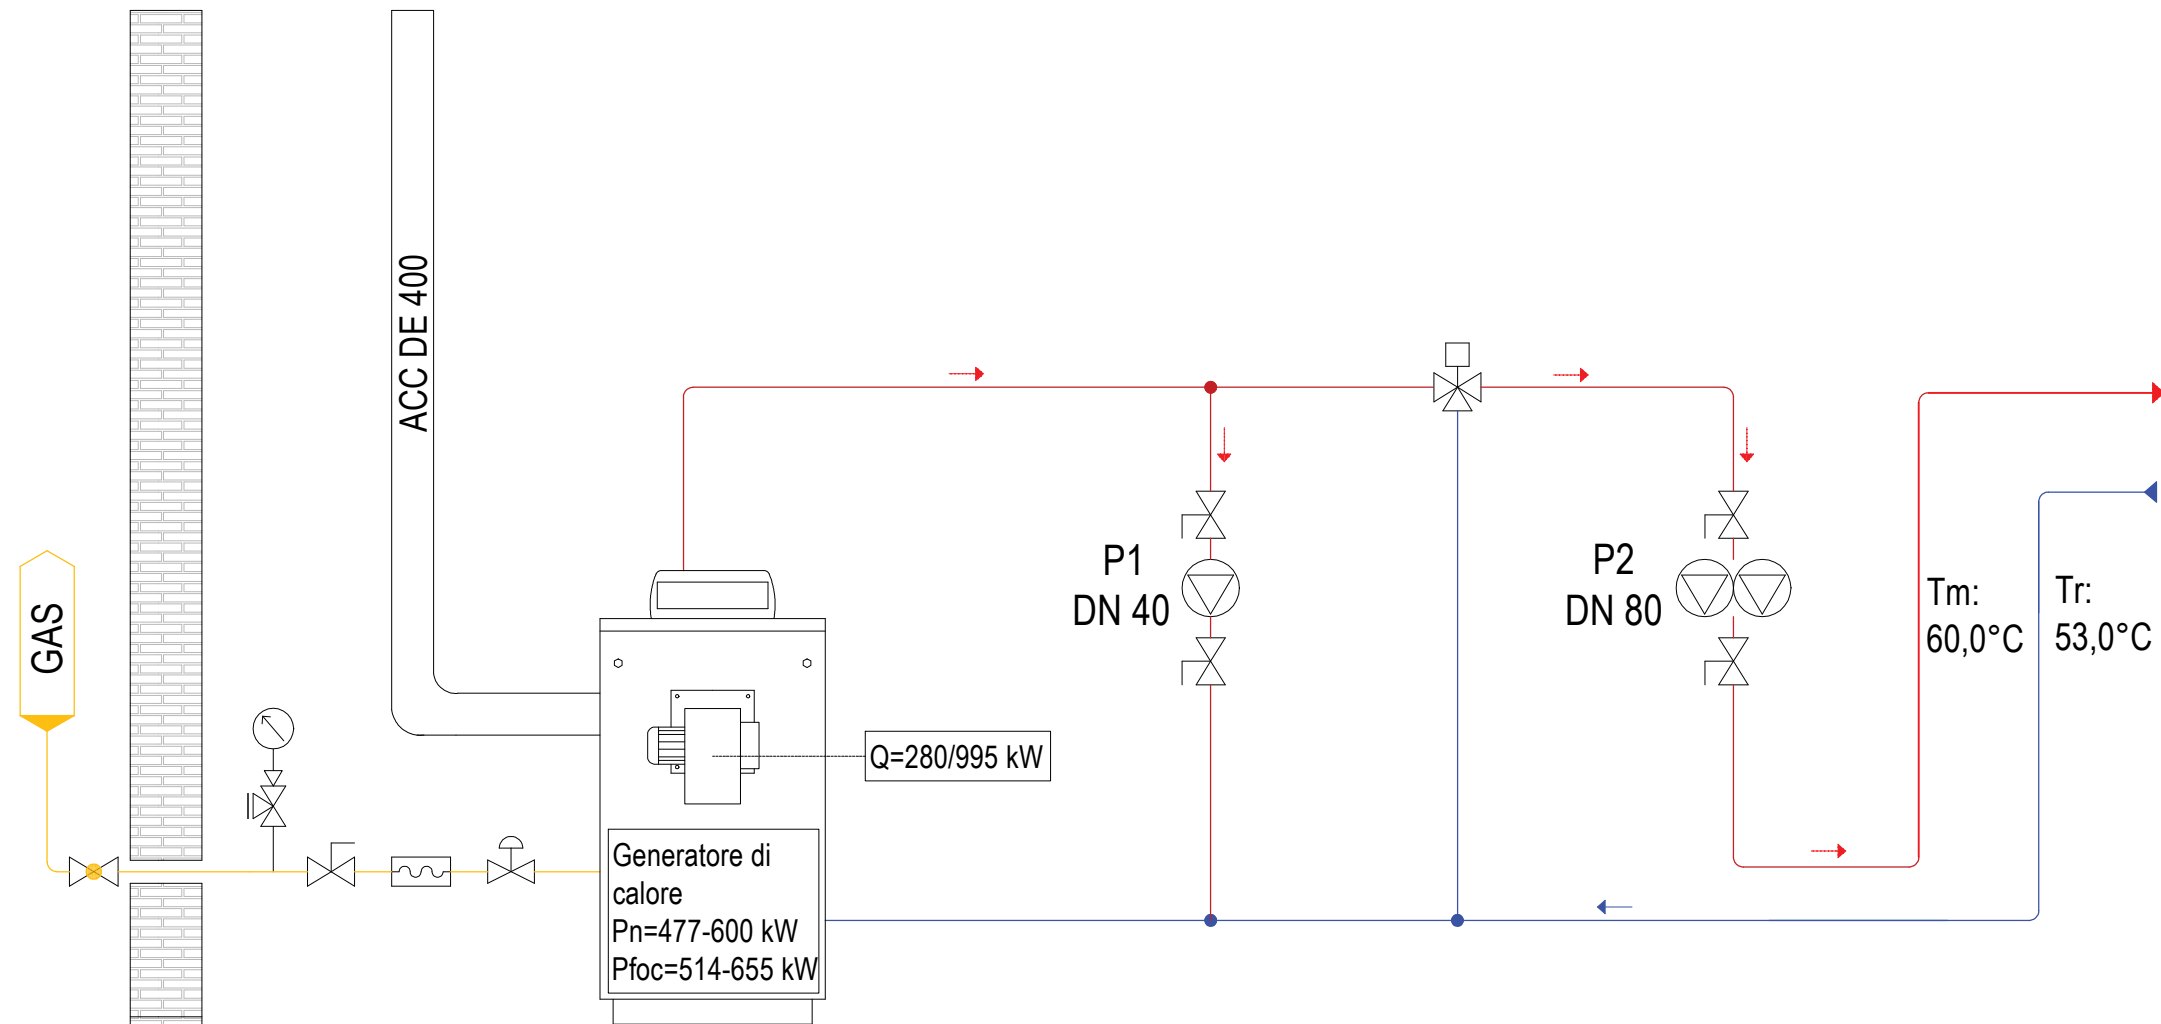 ACC DE 400
GAS
P1
DN 40
P2
DN 80
Tm:
60,0°C
Tr:
53,0°C
Q=280/995 kW
Generatore di
calore
Pn=477-600 kW
Pfoc=514-655 kW